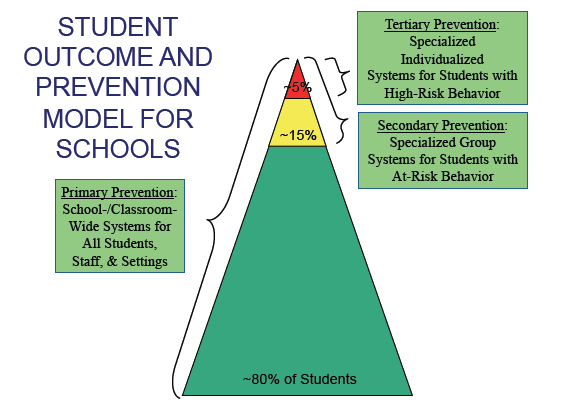 STUDENT
OUTCOME AND
PREVENTION
MODEL FOR
SCHOOLS
Tertiary Prevention:
Specialized
Individualized
Systems for Students with
High-Risk Behavior
~5%
Secondary Prevention:
Specialized Group
Systems for Students with
At-Risk Behavior
~15%
Primary Prevention:
School-/Classroom-
Wide Systems for
All Students,
Staff, & Settings
~80% of Students